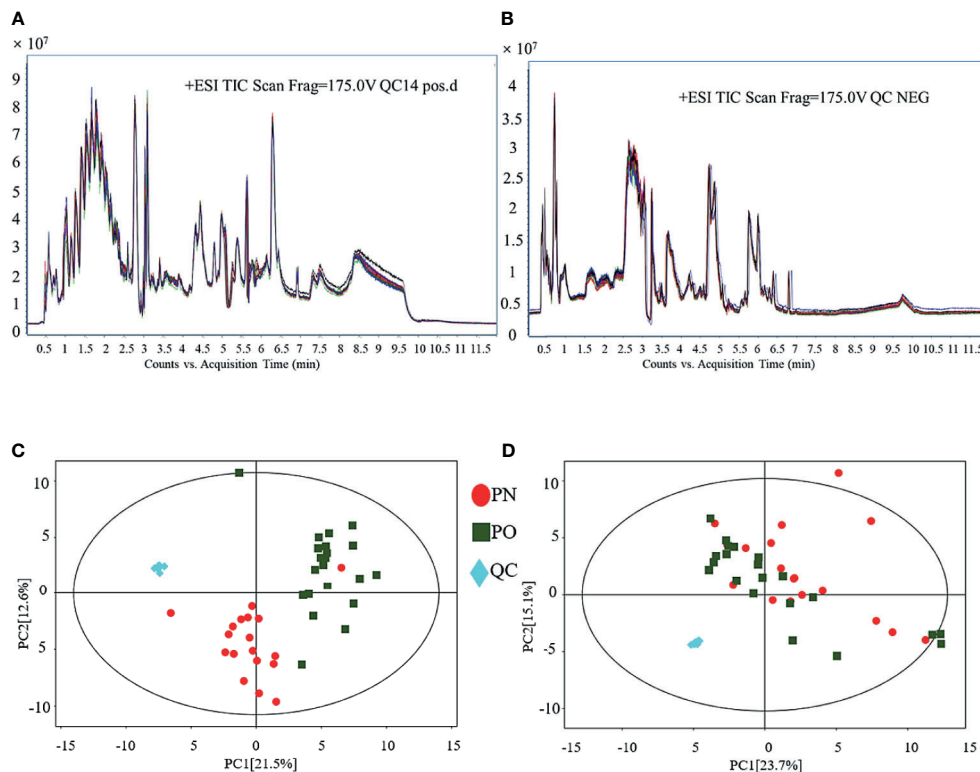 A
× 10⁷
+ESI TIC Scan Frag=175.0V QC14 pos.d
9
8
7
6
5
4
3
2
1
0
0.5 1 1.5 2 2.5 3 3.5 4 4.5 5 5.5 6 6.5 7 7.5 8 8.5 9 9.5 10 10.5 11 11.5
Counts vs. Acquisition Time (min)
B
× 10⁷
+ESI TIC Scan Frag=175.0V QC NEG
4
3.5
3
2.5
2
1.5
1
0.5
0
0.5 1 1.5 2 2.5 3 3.5 4 4.5 5 5.5 6 6.5 7 7.5 8 8.5 9 9.5 10 10.5 11 11.5
Counts vs. Acquisition Time (min)
C
PC2[12.6%]
10
5
0
-5
-10
-15 -10 -5 0 5 10 15
PC1[21.5%]
PN
PO
QC
D
PC2[15.1%]
10
5
0
-5
-10
-15 -10 -5 0 5 10 15
PC1[23.7%]